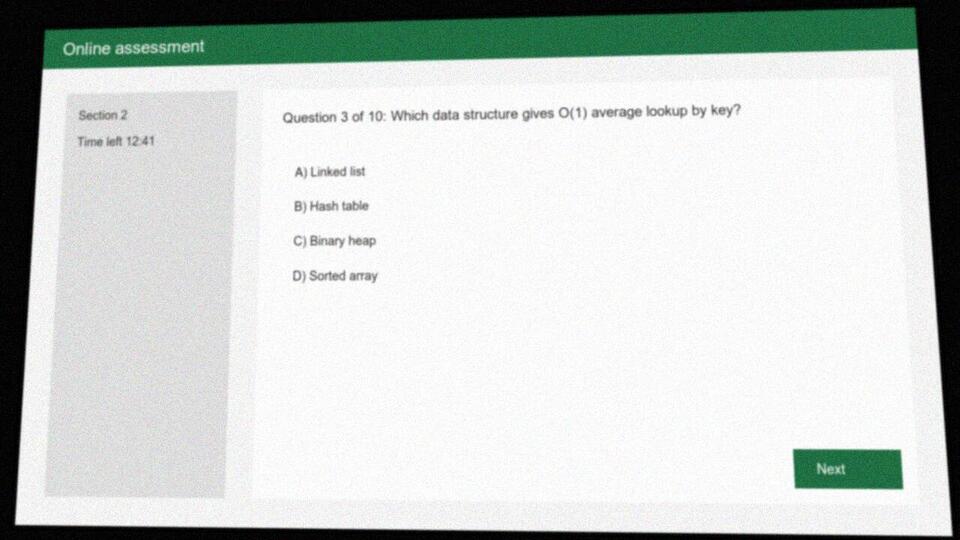 Online assessment
Section 2
Time left 12:41
Question 3 of 10: Which data structure gives O(1) average lookup by key?
A) Linked list
B) Hash table
C) Binary heap
D) Sorted array
Next